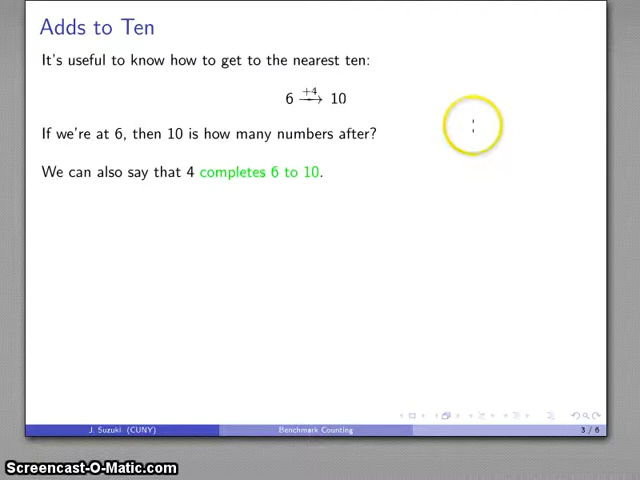 Adds to Ten
It's useful to know how to get to the nearest ten:
6 +4→ 10
If we're at 6, then 10 is how many numbers after?
We can also say that 4 completes 6 to 10.
J. Suzuki (CUNY) Benchmark Counting 3 / 6
Screencast-O-Matic.com